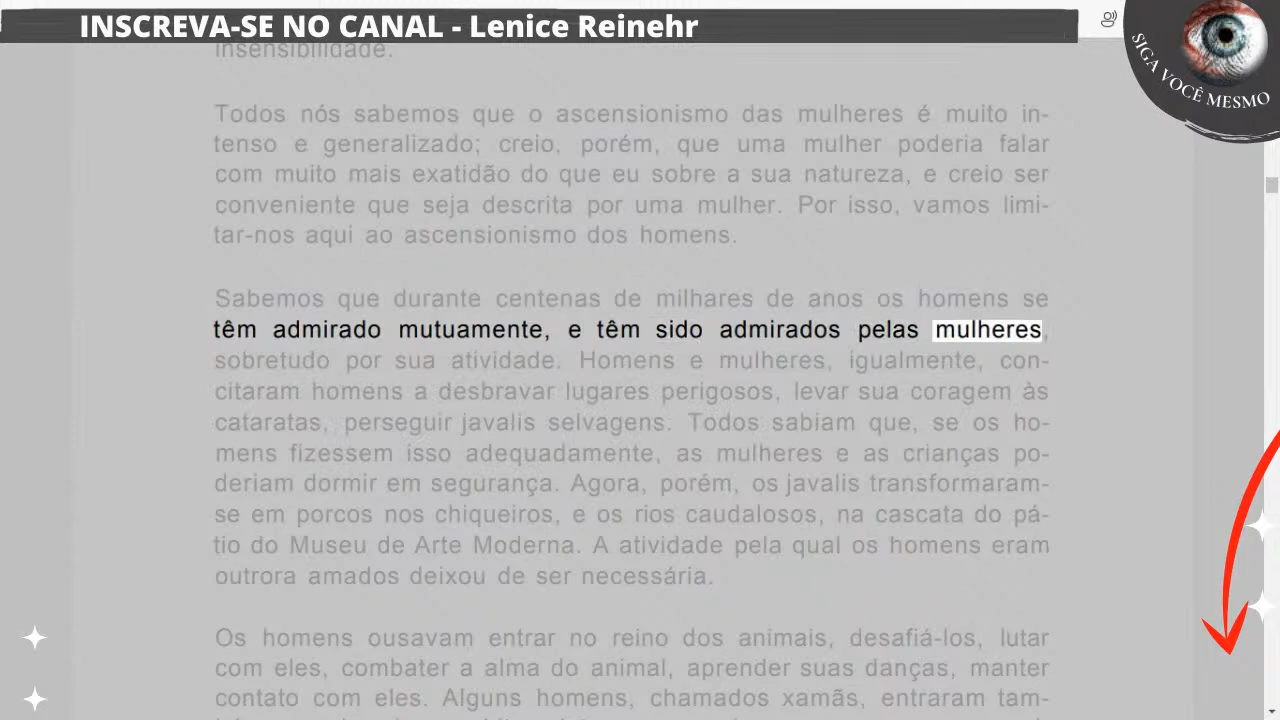 INSCREVA-SE NO CANAL - Lenice Reinehr
SIGA VOCÊ MESMO
insensibilidade.
Todos nós sabemos que o ascensionismo das mulheres é muito in-
tenso e generalizado; creio, porém, que uma mulher poderia falar
com muito mais exatidão do que eu sobre a sua natureza, e creio ser
conveniente que seja descrita por uma mulher. Por isso, vamos limi-
tar-nos aqui ao ascensionismo dos homens.
Sabemos que durante centenas de milhares de anos os homens se
têm admirado mutuamente, e têm sido admirados pelas mulheres,
sobretudo por sua atividade. Homens e mulheres, igualmente, con-
citaram homens a desbravar lugares perigosos, levar sua coragem às
cataratas, perseguir javalis selvagens. Todos sabiam que, se os ho-
mens fizessem isso adequadamente, as mulheres e as crianças po-
deriam dormir em segurança. Agora, porém, os javalis transformaram-
se em porcos nos chiqueiros, e os rios caudalosos, na cascata do pá-
tio do Museu de Arte Moderna. A atividade pela qual os homens eram
outrora amados deixou de ser necessária.
Os homens ousavam entrar no reino dos animais, desafiá-los, lutar
com eles, combater a alma do animal, aprender suas danças, manter
contato com eles. Alguns homens, chamados xamãs, entraram tam-